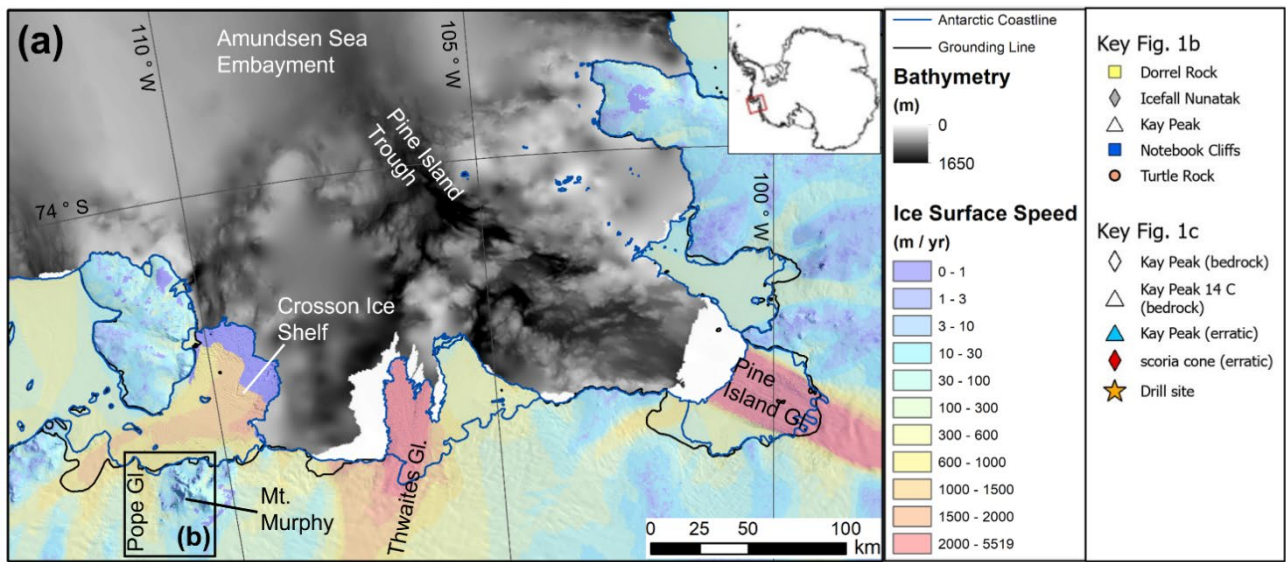 (a)
110 ° W
Amundsen Sea
Embayment
105 ° W
Pine Island
Trough
74 ° S
100 ° W
Crosson Ice
Shelf
Pine
Island Gl.
Thwaites Gl.
Pope Gl.
Mt.
Murphy
(b)
0 25 50 100
km
Antarctic Coastline
Grounding Line
Bathymetry
(m)
0
1650
Ice Surface Speed
(m / yr)
0 - 1
1 - 3
3 - 10
10 - 30
30 - 100
100 - 300
300 - 600
600 - 1000
1000 - 1500
1500 - 2000
2000 - 5519
Key Fig. 1b
Dorrel Rock
Icefall Nunatak
Kay Peak
Notebook Cliffs
Turtle Rock
Key Fig. 1c
Kay Peak (bedrock)
Kay Peak 14 C
(bedrock)
Kay Peak (erratic)
scoria cone (erratic)
Drill site